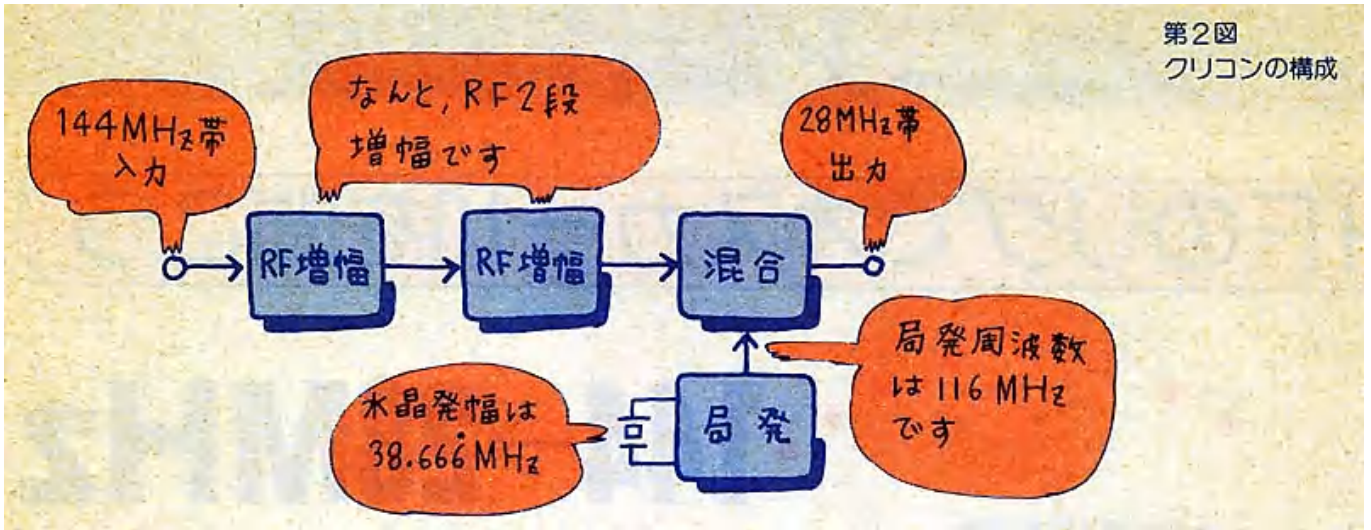 第2図
クリコンの構成
144MHz帯
入力
なんと,RF2段
増幅です
28MHz帯
出力
RF増幅
RF増幅
混合
局発
水晶発幅は
38.666̇MHz
局発周波数
は116MHz
です